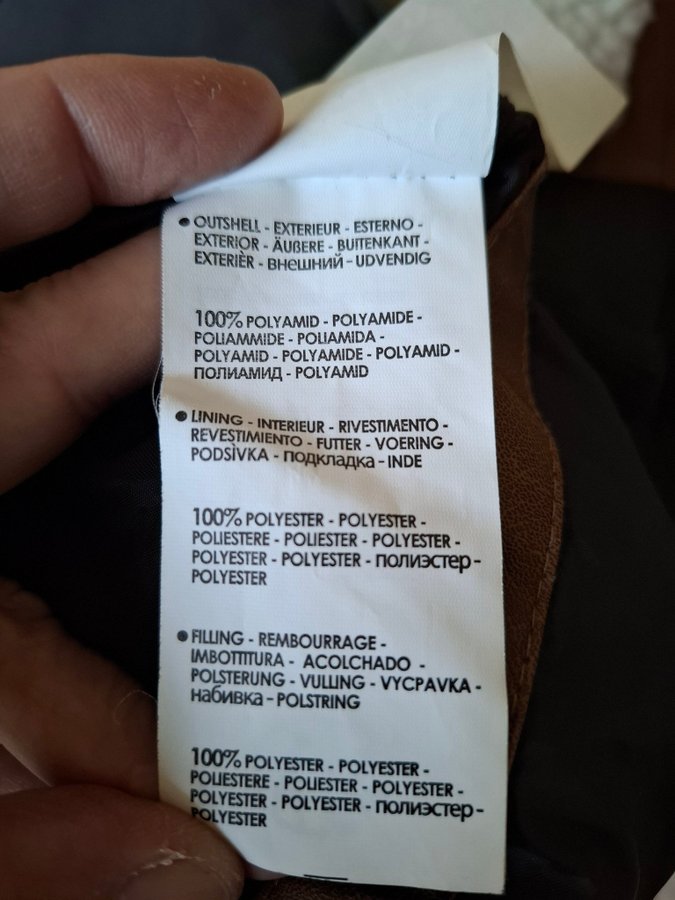 • OUTSHELL - EXTERIEUR - ESTERNO -
EXTERIOR - ÄUßERE - BUITENKANT -
EXTERIÈR - внешний - UDVENDIG
100% POLYAMID - POLYAMIDE -
POLIAMMIDE - POLIAMIDA -
POLYAMID - POLYAMIDE - POLYAMID -
ПОЛИАМИД - POLYAMID
• LINING - INTERIEUR - RIVESTIMENTO -
REVESTIMIENTO - FUTTER - VOERING -
PODSÌVKA - подкладка - INDE
100% POLYESTER - POLYESTER -
POLIESTERE - POLIESTER - POLYESTER -
POLYESTER - POLYESTER - полиэстер -
POLYESTER
• FILLING - REMBOURRAGE -
IMBOTTITURA - ACOLCHADO -
POLSTERUNG - VULLING - VYCPAVKA -
набивка - POLSTRING
100% POLYESTER - POLYESTER -
POLIESTERE - POLIESTER - POLYESTER -
POLYESTER - POLYESTER - полиэстер -
POLYESTER